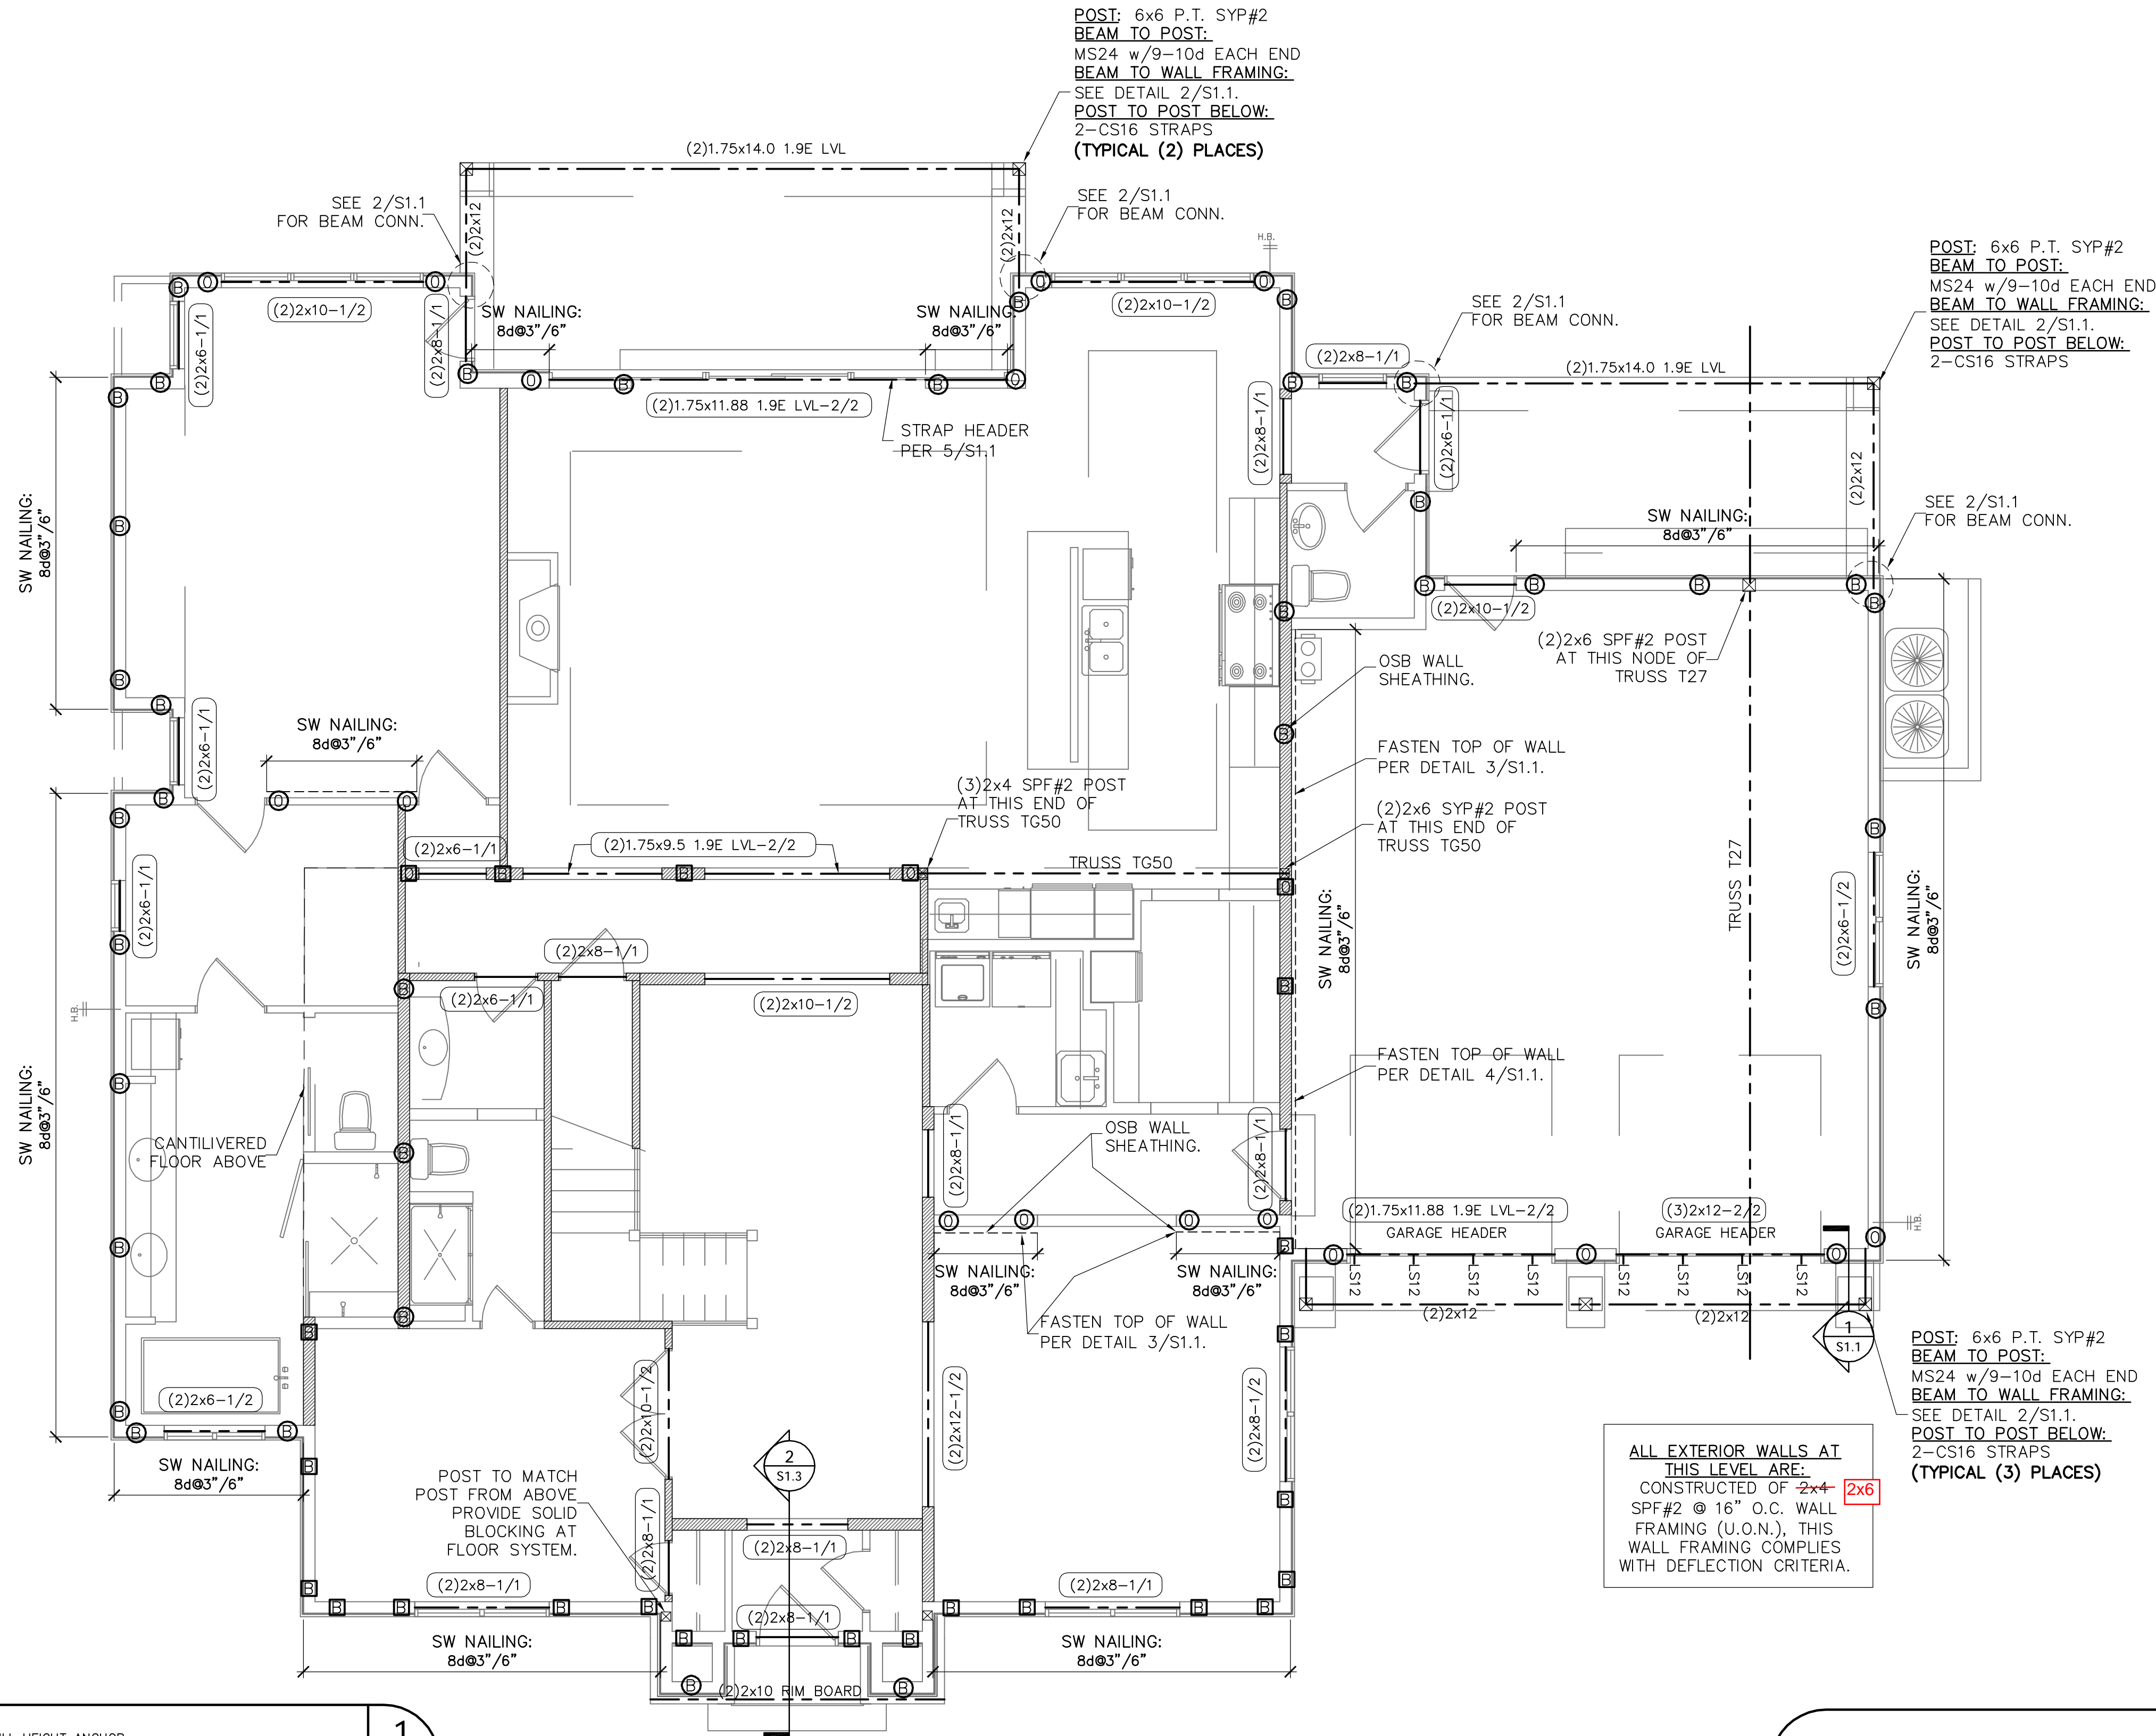 POST: 6x6 P.T. SYP#2
BEAM TO POST:
MS24 w/9-10d EACH END
BEAM TO WALL FRAMING:
SEE DETAIL 2/S1.1.
POST TO POST BELOW:
2-CS16 STRAPS
(TYPICAL (2) PLACES)
(2)1.75x14.0 1.9E LVL
SEE 2/S1.1
FOR BEAM CONN.
(2)2x12
(2)2x12
SEE 2/S1.1
FOR BEAM CONN.
H.B.
POST: 6x6 P.T. SYP#2
BEAM TO POST:
MS24 w/9-10d EACH END
BEAM TO WALL FRAMING:
SEE DETAIL 2/S1.1.
POST TO POST BELOW:
2-CS16 STRAPS
(2)2x6-1/1
(2)2x10-1/2
(2)2x8-1/1
SW NAILING:
8d@3"/6"
SW NAILING:
8d@3"/6"
(2)2x10-1/2
SEE 2/S1.1
FOR BEAM CONN.
(2)2x8-1/1
(2)1.75x14.0 1.9E LVL
(2)1.75x11.88 1.9E LVL-2/2
STRAP HEADER
PER 5/S1.1
(2)2x8-1/1
(2)2x6-1/1
(2)2x12
SEE 2/S1.1
FOR BEAM CONN.
SW NAILING:
8d@3"/6"
SW NAILING:
8d@3"/6"
(2)2x10-1/2
(2)2x6 SPF#2 POST
AT THIS NODE OF
TRUSS T27
OSB WALL
SHEATHING.
(2)2x6-1/1
SW NAILING:
8d@3"/6"
FASTEN TOP OF WALL
PER DETAIL 3/S1.1.
(3)2x4 SPF#2 POST
AT THIS END OF
TRUSS TG50
(2)2x6 SYP#2 POST
AT THIS END OF
TRUSS TG50
(2)2x6-1/1
(2)1.75x9.5 1.9E LVL-2/2
TRUSS TG50
TRUSS T27
(2)2x6-1/1
SW NAILING:
8d@3"/6"
(2)2x6-1/2
SW NAILING:
8d@3"/6"
(2)2x8-1/1
(2)2x6-1/1
(2)2x10-1/2
H.B.
SW NAILING:
8d@3"/6"
CANTILIVERED
FLOOR ABOVE
(2)2x8-1/1
OSB WALL
SHEATHING.
(2)2x8-1/1
FASTEN TOP OF WALL
PER DETAIL 4/S1.1.
(2)1.75x11.88 1.9E LVL-2/2
GARAGE HEADER
(3)2x12-2/2
GARAGE HEADER
H.B.
SW NAILING:
8d@3"/6"
SW NAILING:
8d@3"/6"
LS12
LS12
LS12
LS12
LS12
LS12
LS12
LS12
(2)2x12
(2)2x12
FASTEN TOP OF WALL
PER DETAIL 3/S1.1.
1
S1.1
POST: 6x6 P.T. SYP#2
BEAM TO POST:
MS24 w/9-10d EACH END
BEAM TO WALL FRAMING:
SEE DETAIL 2/S1.1.
POST TO POST BELOW:
2-CS16 STRAPS
(TYPICAL (3) PLACES)
(2)2x6-1/2
(2)2x10-1/2
(2)2x12-1/2
(2)2x8-1/2
SW NAILING:
8d@3"/6"
POST TO MATCH
POST FROM ABOVE
PROVIDE SOLID
BLOCKING AT
FLOOR SYSTEM.
2
S1.3
ALL EXTERIOR WALLS AT
THIS LEVEL ARE:
CONSTRUCTED OF 2x4 2x6
SPF#2 @ 16" O.C. WALL
FRAMING (U.O.N.), THIS
WALL FRAMING COMPLIES
WITH DEFLECTION CRITERIA.
(2)2x8-1/1
(2)2x8-1/1
(2)2x8-1/1
(2)2x8-1/1
(2)2x8-1/1
SW NAILING:
8d@3"/6"
SW NAILING:
8d@3"/6"
(2)2x10 RIM BOARD
1